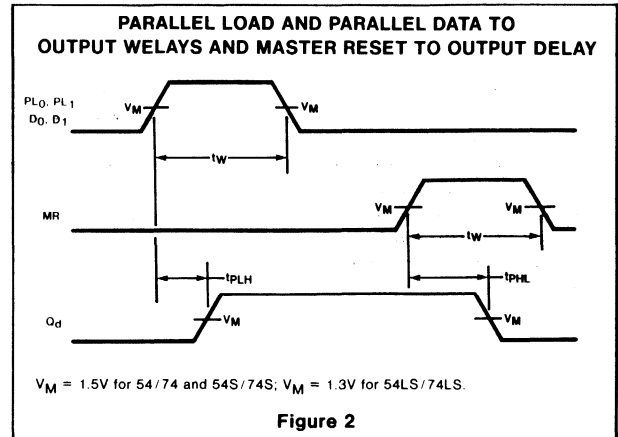 PARALLEL LOAD AND PARALLEL DATA TO
OUTPUT WELAYS AND MASTER RESET TO OUTPUT DELAY
PL0, PL1
D0, D1
VM
VM
tW
MR
VM
VM
tW
tPLH
tPHL
Qd
VM
VM
VM = 1.5V for 54/74 and 54S/74S; VM = 1.3V for 54LS/74LS.
Figure 2